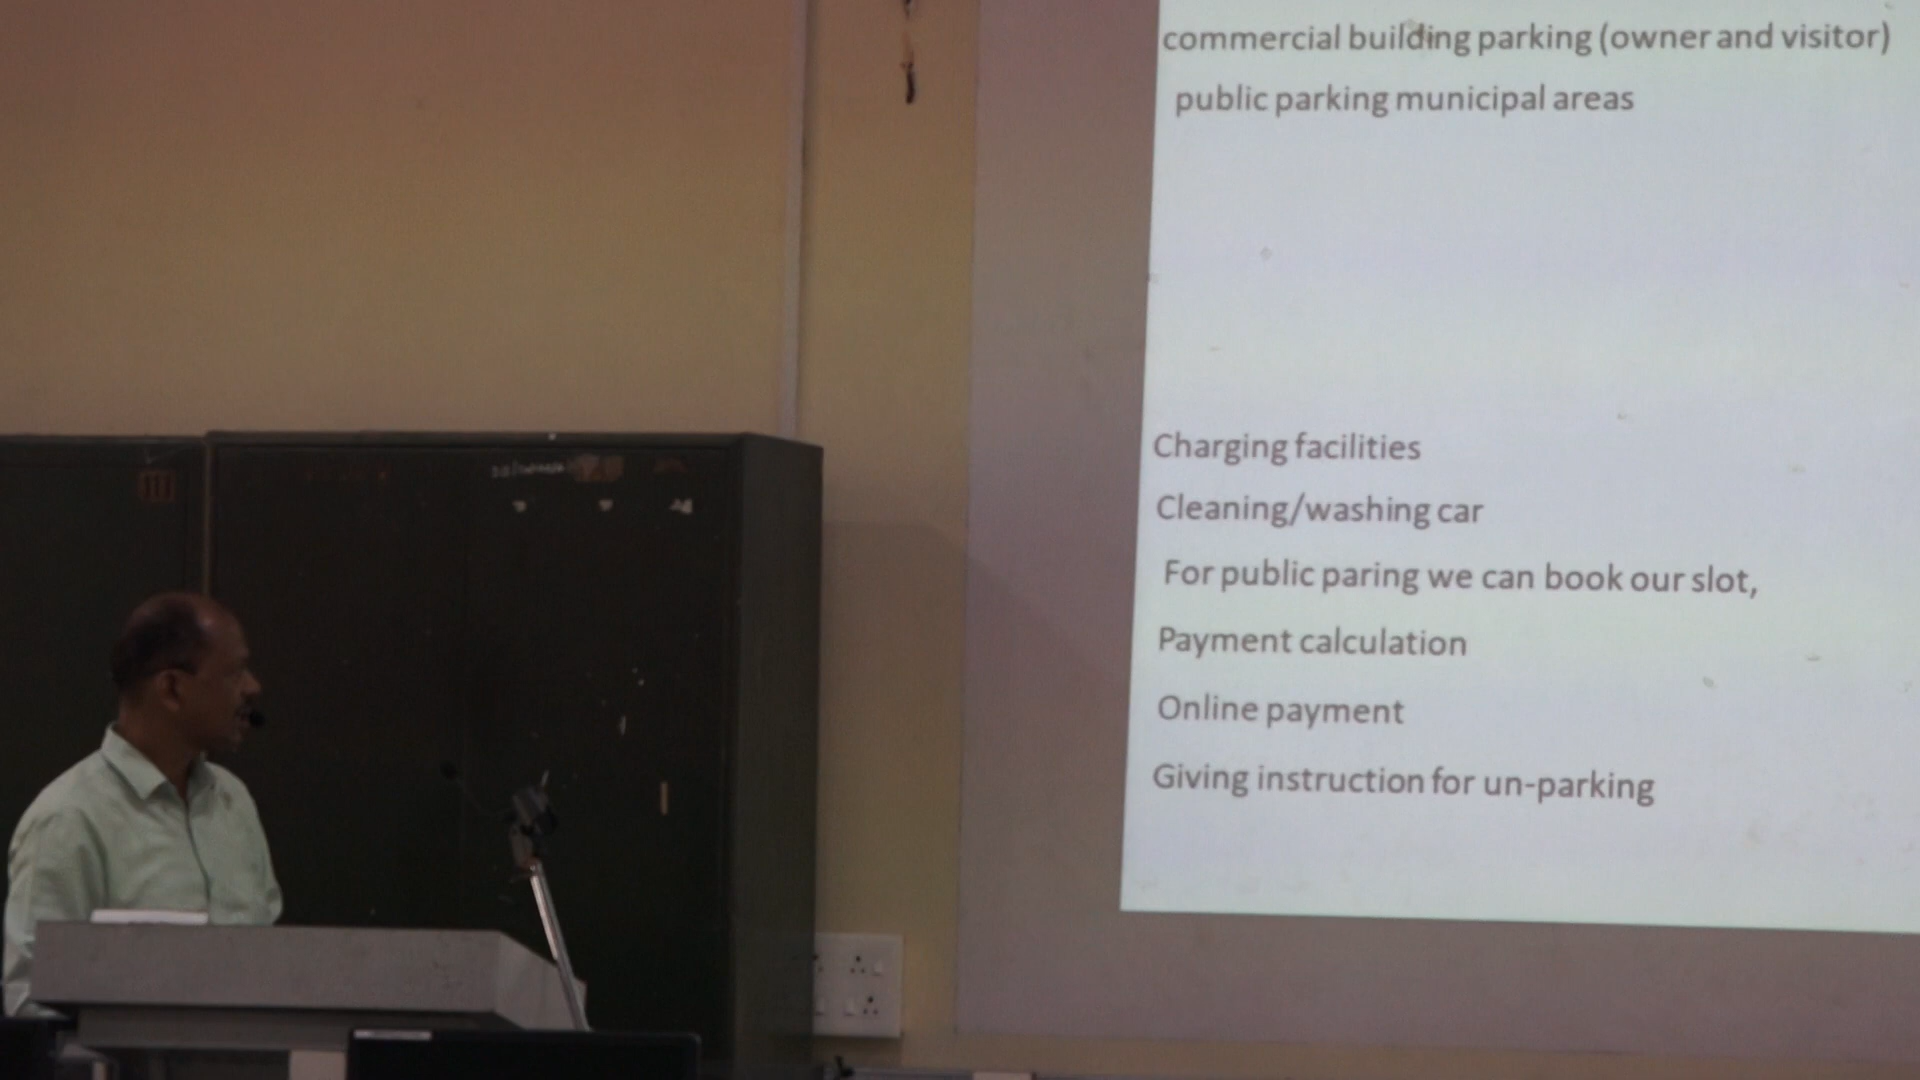 commercial building parking (owner and visitor)
public parking municipal areas
Charging facilities
Cleaning/washing car
For public paring we can book our slot,
Payment calculation
Online payment
Giving instruction for un-parking